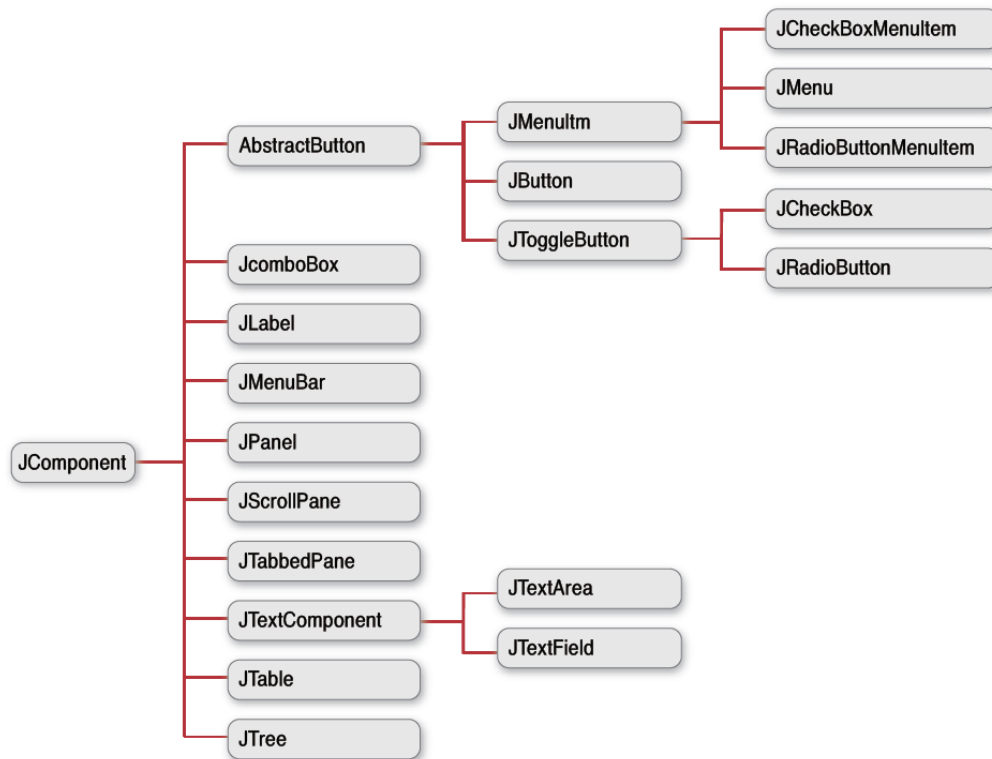 JComponent
AbstractButton
JcomboBox
JLabel
JMenuBar
JPanel
JScrollPane
JTabbedPane
JTextComponent
JTable
JTree
JMenuItm
JButton
JToggleButton
JTextArea
JTextField
JCheckBoxMenuItem
JMenu
JRadioButtonMenuItem
JCheckBox
JRadioButton